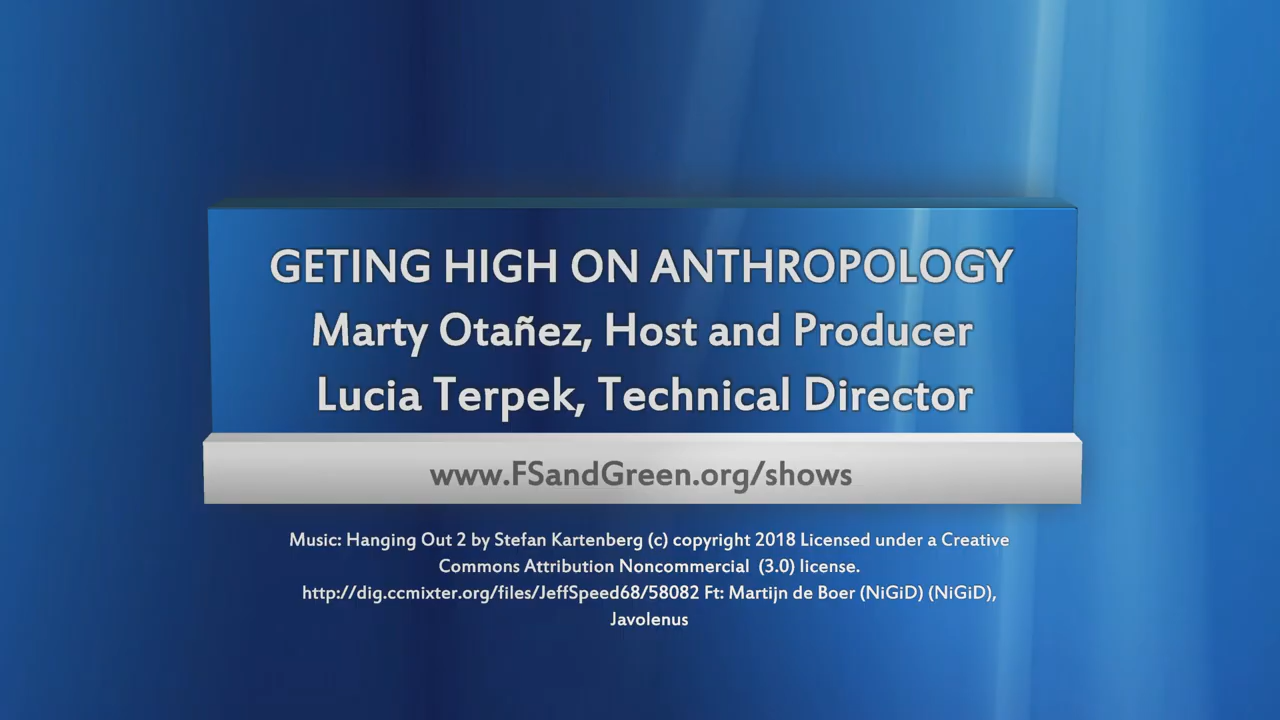 GETING HIGH ON ANTHROPOLOGY
Marty Otañez, Host and Producer
Lucia Terpek, Technical Director
www.FSandGreen.org/shows
Music: Hanging Out 2 by Stefan Kartenberg (c) copyright 2018 Licensed under a Creative
Commons Attribution Noncommercial  (3.0) license.
http://dig.ccmixter.org/files/JeffSpeed68/58082 Ft: Martijn de Boer (NiGiD) (NiGiD),
Javolenus